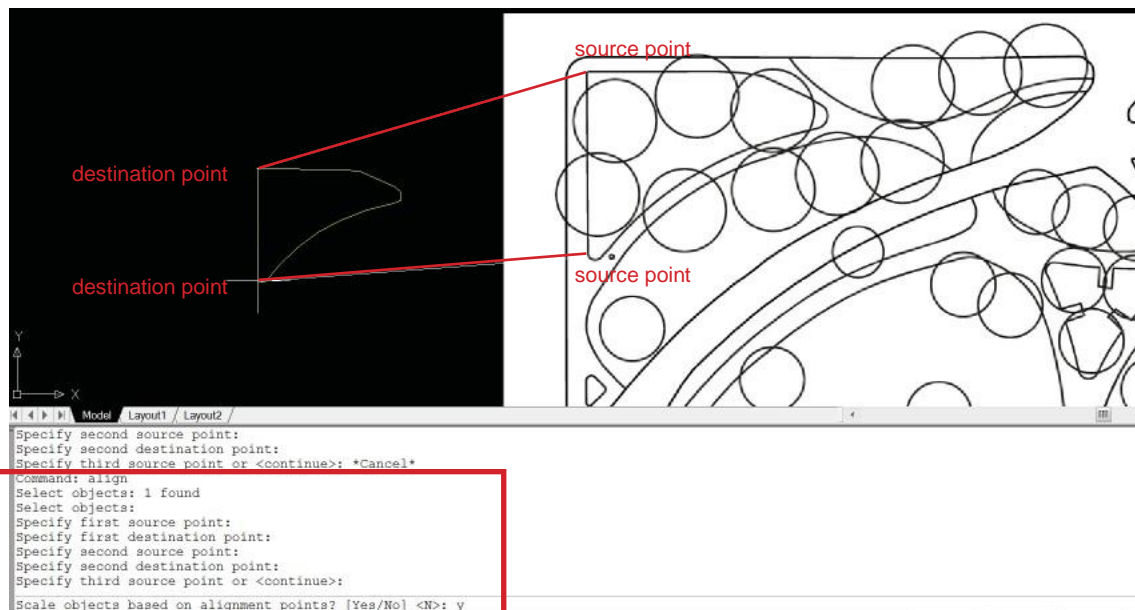 source point
destination point
source point
destination point
Y
X
Model Layout1 Layout2
Specify second source point:
Specify second destination point:
Specify third source point or <continue>: *Cancel*
Command: align
Select objects: 1 found
Select objects:
Specify first source point:
Specify first destination point:
Specify second source point:
Specify second destination point:
Specify third source point or <continue>:
Scale objects based on alignment points? [Yes/No] <N>: y